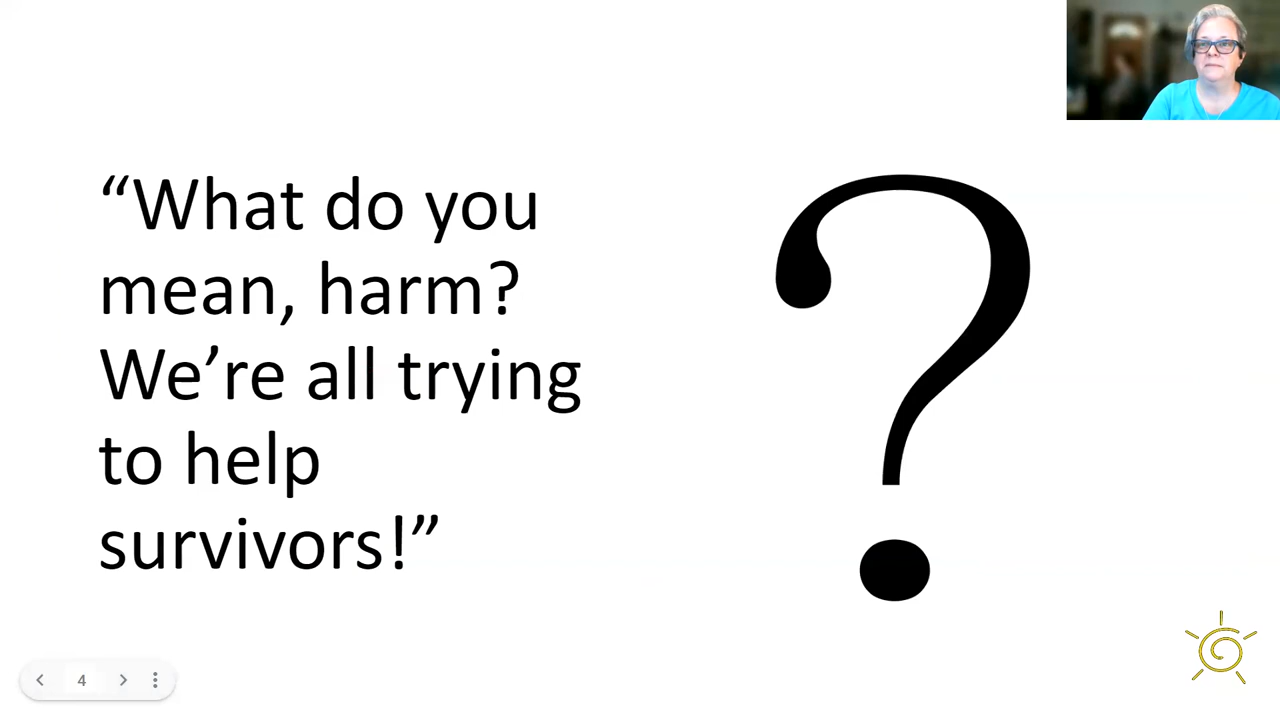 “What do you
mean, harm?
We’re all trying
to help
survivors!”
?
4